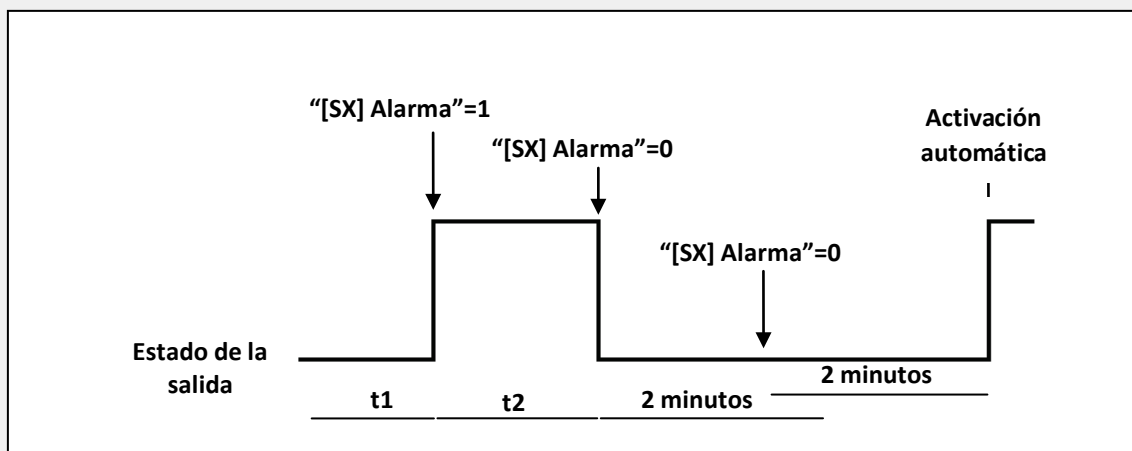 “[SX] Alarma”=1
“[SX] Alarma”=0
Activación
automática
“[SX] Alarma”=0
Estado de la
salida
t1
t2
2 minutos
2 minutos